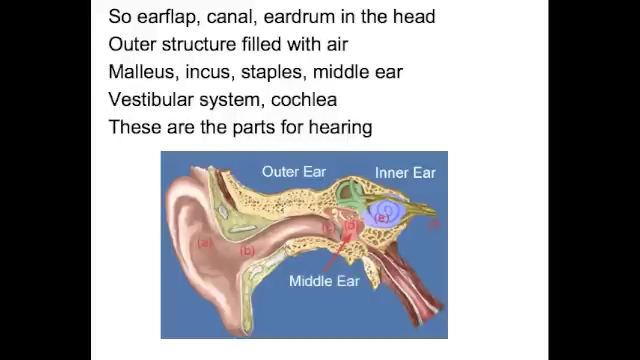 So earflap, canal, eardrum in the head
Outer structure filled with air
Malleus, incus, staples, middle ear
Vestibular system, cochlea
These are the parts for hearing
Outer Ear
Inner Ear
(a)
(b)
(c)
(d)
(e)
Middle Ear